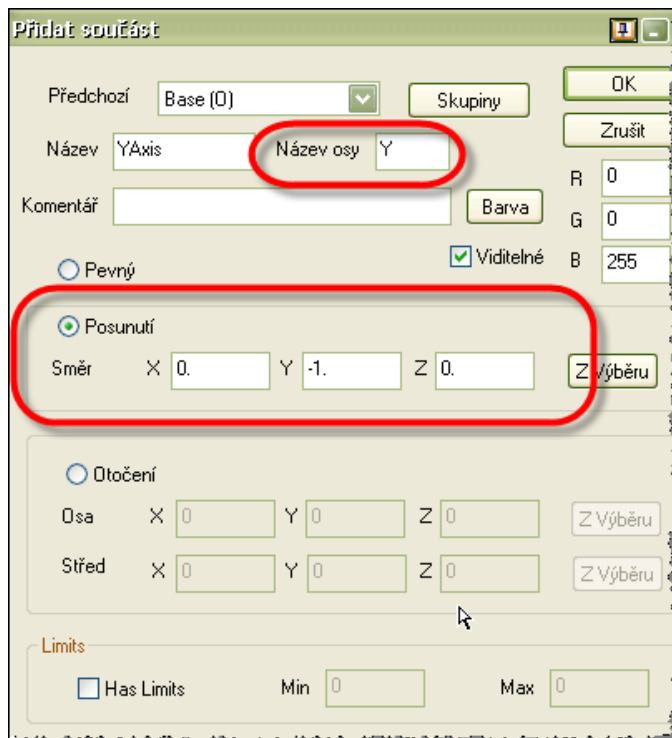 Přidat součást
Předchozí Base (0) Skupiny OK
Zrušit
Název YAxis Název osy Y
R 0
Komentář Barva
G 0
Viditelné B 255
Pevný
Posunutí
Směr X 0. Y -1. Z 0. Z Výběru
Otočení
Osa X 0 Y 0 Z 0 Z Výběru
Střed X 0 Y 0 Z 0 Z Výběru
Limits
Has Limits Min 0 Max 0